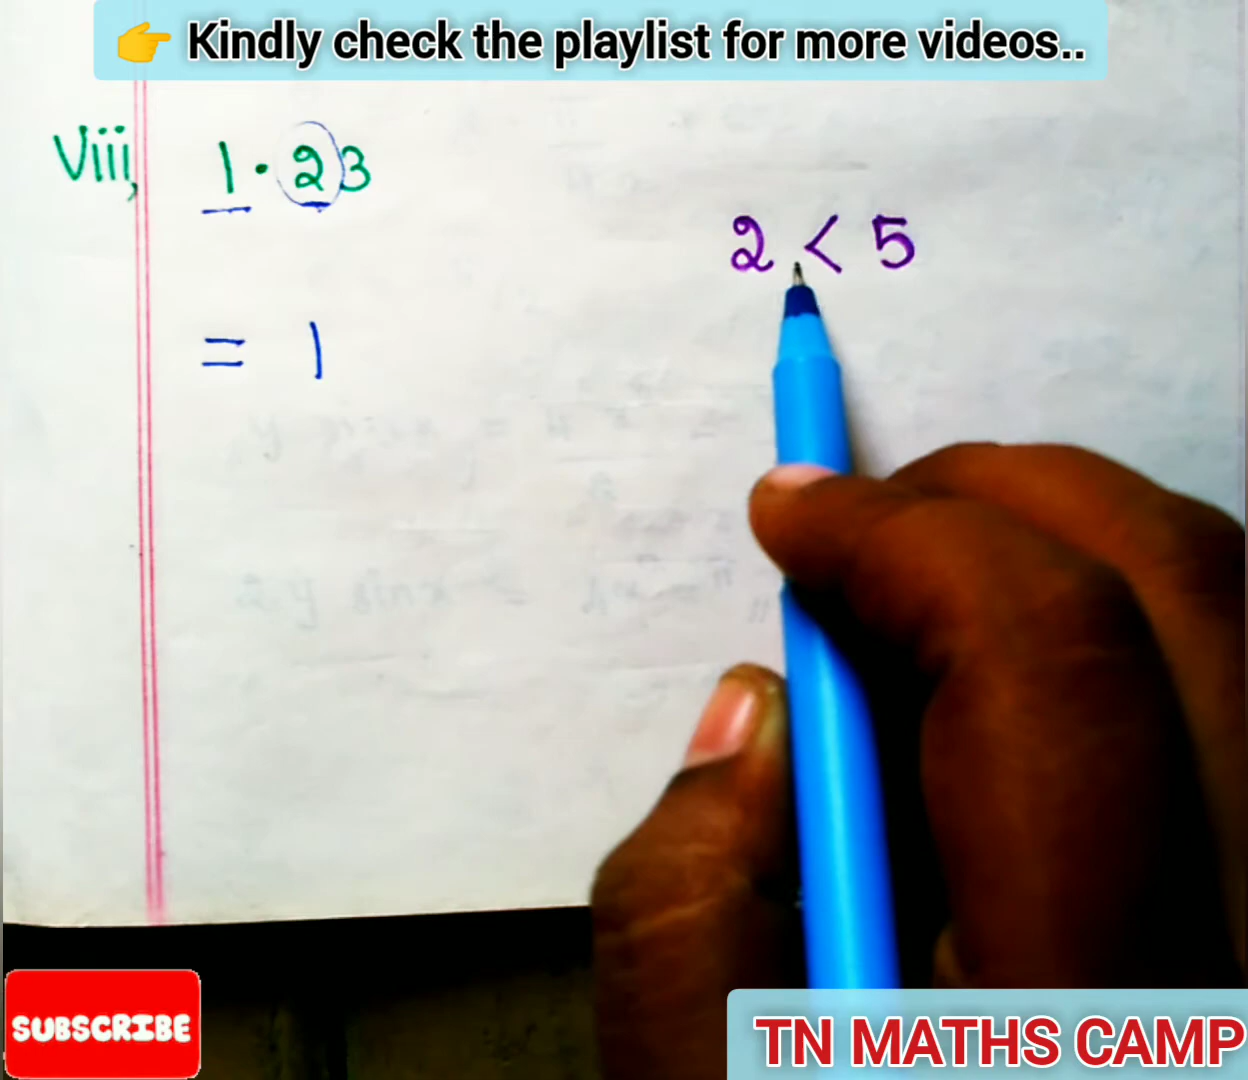 👉 Kindly check the playlist for more videos..
Viii, 1.23
2 < 5
= 1
SUBSCRIBE
TN MATHS CAMP